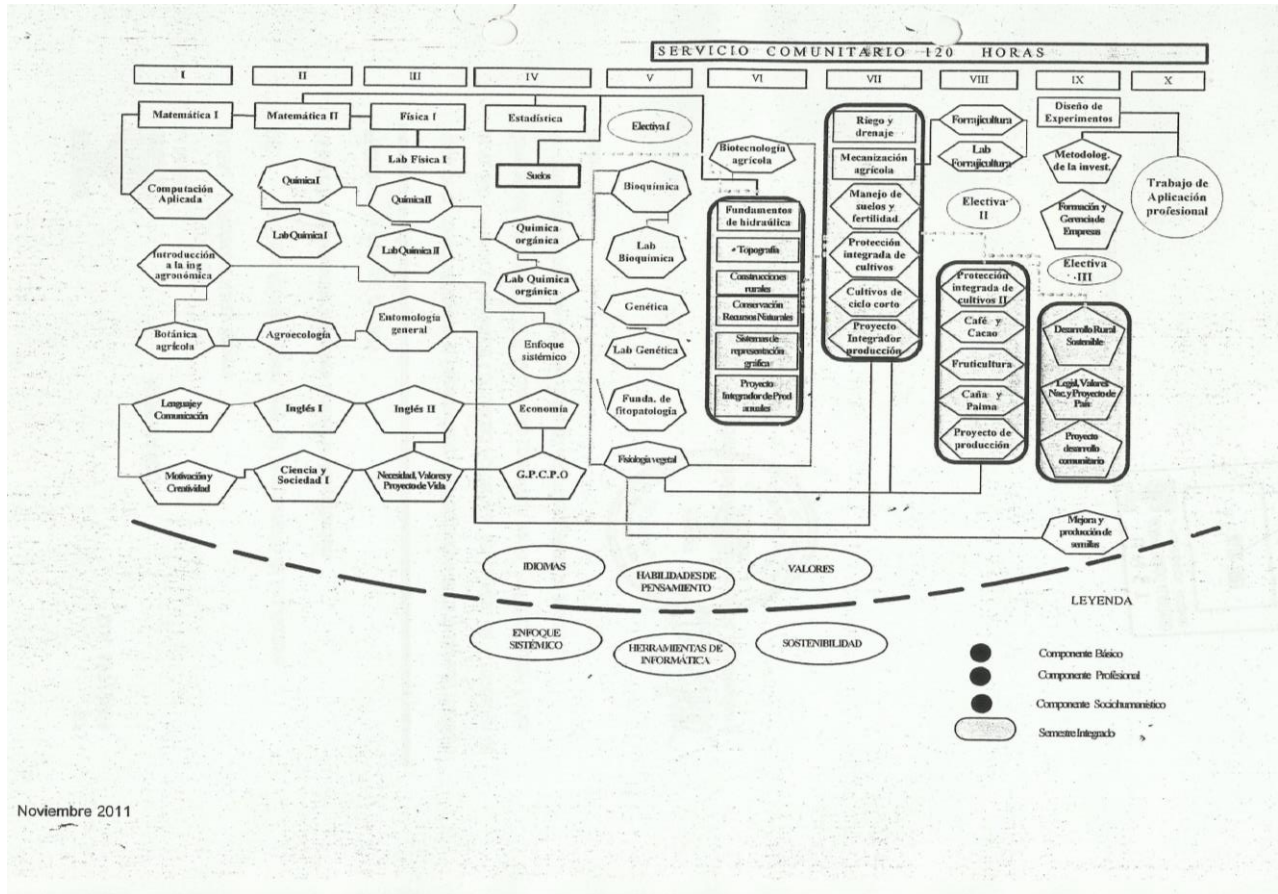 SERVICIO COMUNITARIO 120 HORAS
I
II
III
IV
V
VI
VII
VIII
IX
X
Matemática I
Computación
Aplicada
Introducción
a la ing
agronómica
Botánica
agrícola
Lenguaje y
Comunicación
Motivación y
Creatividad
Matemática II
Química I
Lab Química I
Agroecología
Inglés I
Ciencia y
Sociedad I
Física I
Lab Física I
Química II
Lab Química II
Entomología
general
Inglés II
Necesidad, Valores y
Proyecto de Vida
Estadística
Suelos
Química
orgánica
Lab Química
orgánica
Enfoque
sistémico
Economía
G.P.C.P.O
Electiva I
Bioquímica
Lab
Bioquímica
Genética
Lab Genética
Funda. de
fitopatología
Fisiología vegetal
Biotecnología
agrícola
Fundamentos
de hidraúlica
Topografía
Construcciones
rurales
Conservación
Recursos Naturales
Sistemas de
representación
gráfica
Proyecto
Integrador de Prod
anuales
Riego y
drenaje
Mecanización
agrícola
Manejo de
suelos y
fertilidad
Protección
integrada de
cultivos
Cultivos de
ciclo corto
Proyecto
Integrador
producción
Forrajicultura
Lab
Forrajicultura
Electiva
II
Protección
integrada de
cultivos II
Café y
Cacao
Fruticultura
Caña y
Palma
Proyecto de
producción
Diseño de
Experimentos
Metodolog.
de la invest.
Formación y
Gerencia de
Empresas
Electiva
III
Desarrollo Rural
Sostenible
Legal, Valores
Nac, y Proyecto de
País
Proyecto
desarrollo
comunitario
Mejora y
producción de
semillas
Trabajo de
Aplicación
profesional
IDIOMAS
HABILIDADES DE
PENSAMIENTO
VALORES
ENFOQUE
SISTÉMICO
HERRAMIENTAS DE
INFORMÁTICA
SOSTENIBILIDAD
LEYENDA
Componente Básico
Componente Profesional
Componente Sociohumanístico
Semestre Integrado
Noviembre 2011